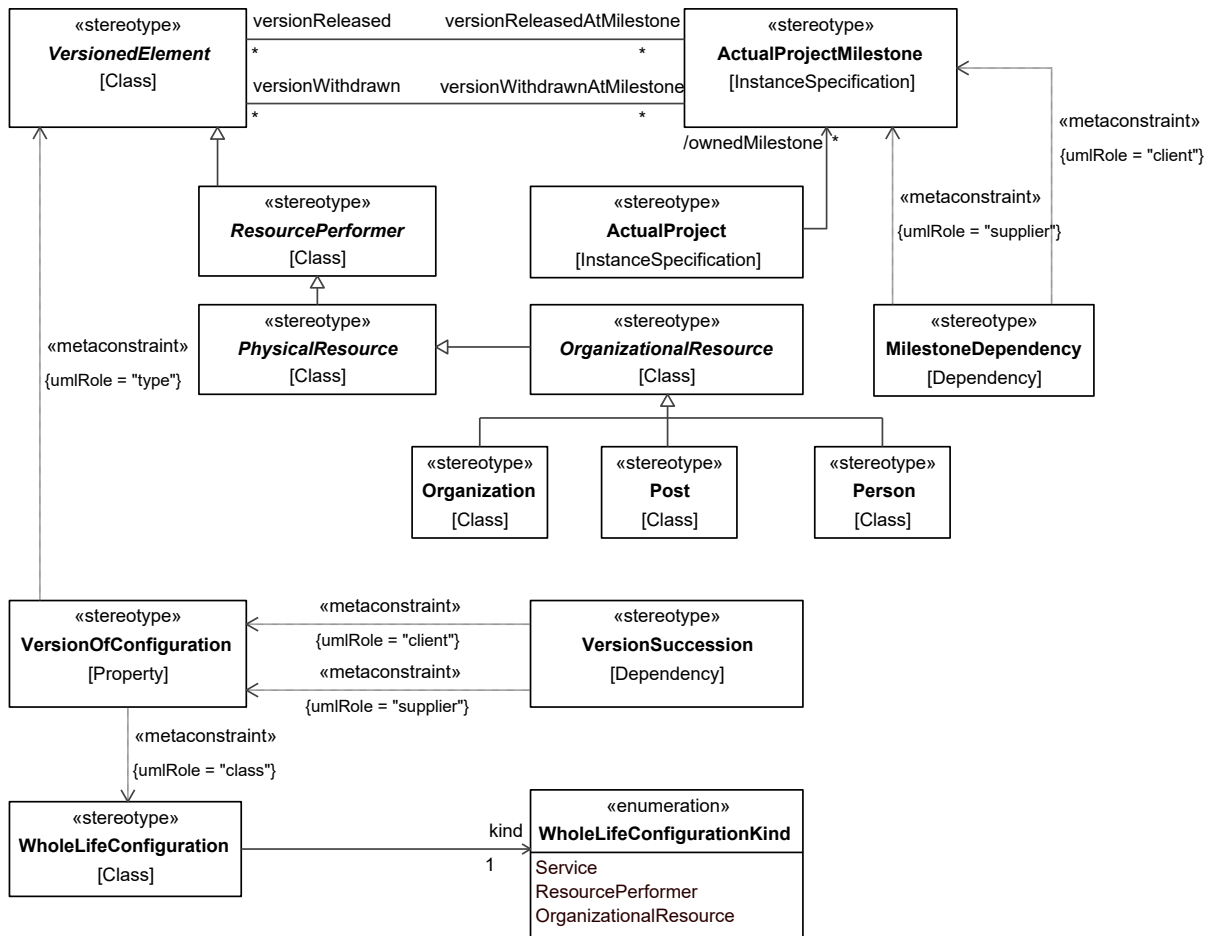 «stereotype»
VersionedElement
[Class]
versionReleased
versionReleasedAtMilestone
*
*
versionWithdrawn
versionWithdrawnAtMilestone
*
*
«stereotype»
ActualProjectMilestone
[InstanceSpecification]
/ownedMilestone
*
«metaconstraint»
{umlRole = "client"}
«metaconstraint»
{umlRole = "supplier"}
«stereotype»
ResourcePerformer
[Class]
«stereotype»
ActualProject
[InstanceSpecification]
«stereotype»
PhysicalResource
[Class]
«stereotype»
OrganizationalResource
[Class]
«stereotype»
MilestoneDependency
[Dependency]
«metaconstraint»
{umlRole = "type"}
«stereotype»
Organization
[Class]
«stereotype»
Post
[Class]
«stereotype»
Person
[Class]
«stereotype»
VersionOfConfiguration
[Property]
«metaconstraint»
{umlRole = "client"}
«metaconstraint»
{umlRole = "supplier"}
«stereotype»
VersionSuccession
[Dependency]
«metaconstraint»
{umlRole = "class"}
«stereotype»
WholeLifeConfiguration
[Class]
kind
1
«enumeration»
WholeLifeConfigurationKind
Service
ResourcePerformer
OrganizationalResource